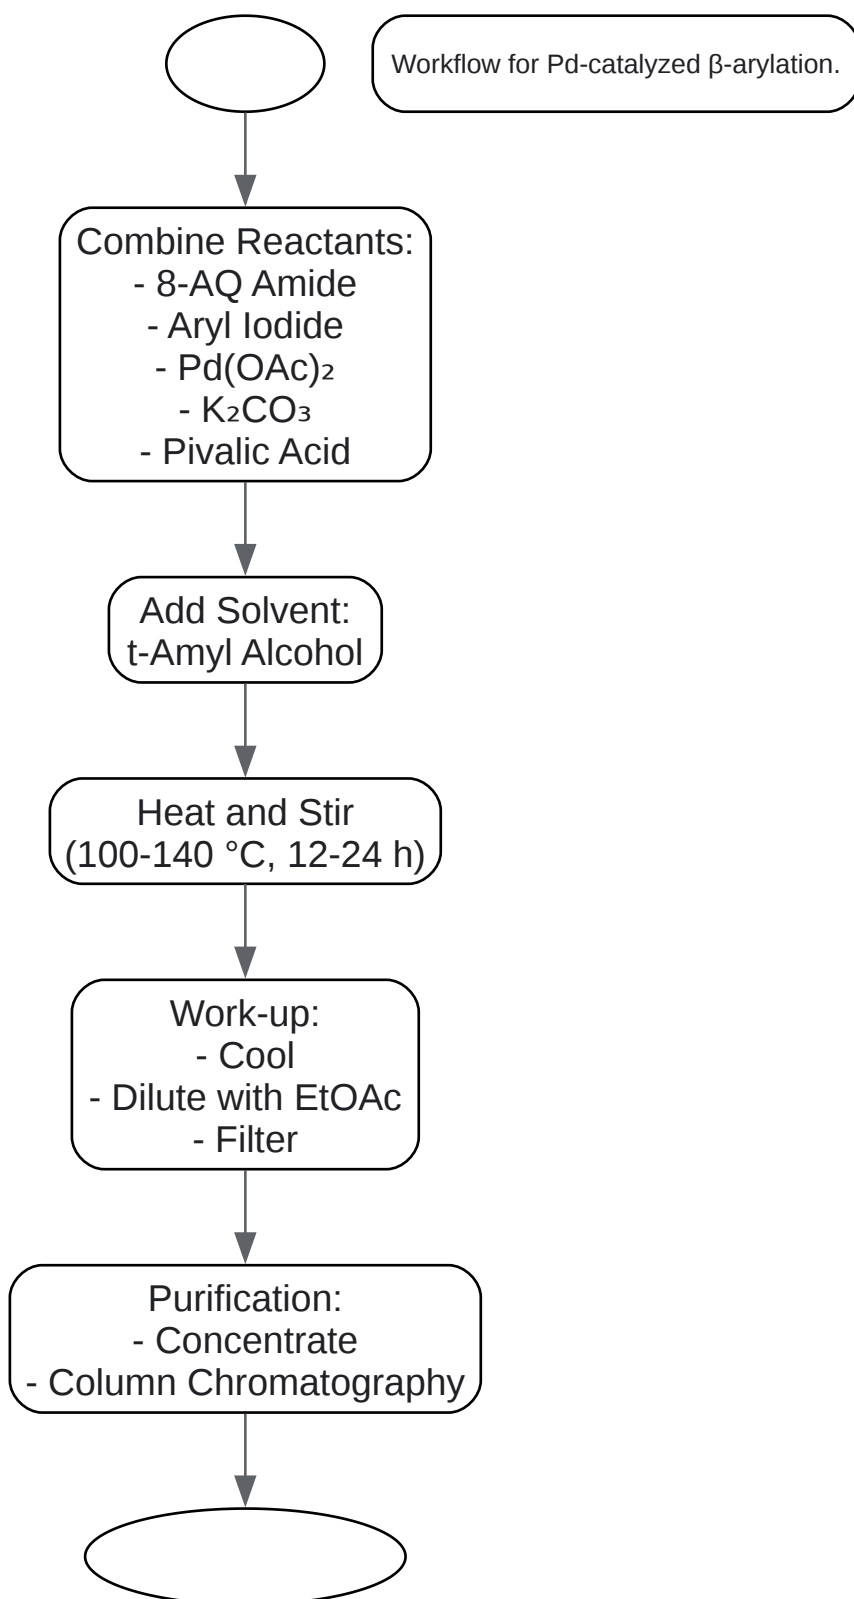 Workflow for Pd-catalyzed β-arylation.
Combine Reactants:
- 8-AQ Amide
- Aryl Iodide
- Pd(OAc)₂
- K₂CO₃
- Pivalic Acid
Add Solvent:
t-Amyl Alcohol
Heat and Stir
(100-140 °C, 12-24 h)
Work-up:
- Cool
- Dilute with EtOAc
- Filter
Purification:
- Concentrate
- Column Chromatography